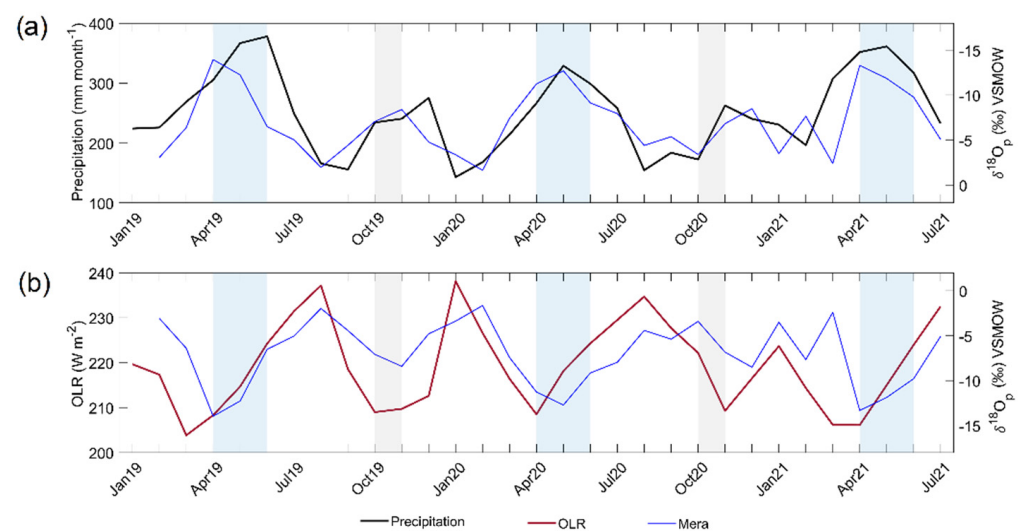 (a)
Precipitation (mm month⁻¹)
400
300
200
100
-15
-10
-5
0
δ¹⁸Oₚ (‰) VSMOW
Jan19
Apr19
Jul19
Oct19
Jan20
Apr20
Jul20
Oct20
Jan21
Apr21
Jul21
(b)
OLR (W m⁻²)
240
230
220
210
200
0
-5
-10
-15
δ¹⁸Oₚ (‰) VSMOW
Jan19
Apr19
Jul19
Oct19
Jan20
Apr20
Jul20
Oct20
Jan21
Apr21
Jul21
Precipitation OLR Mera